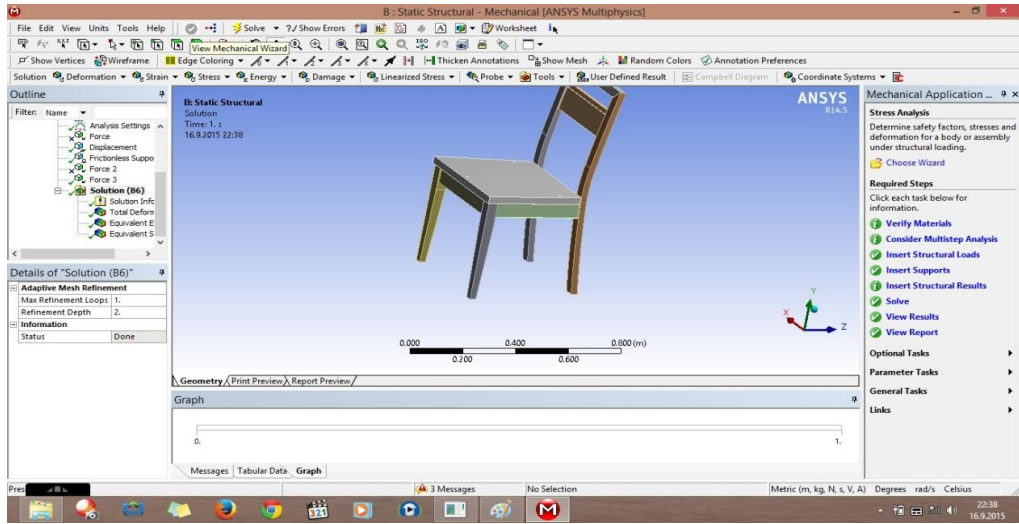 B : Static Structural - Mechanical [ANSYS Multiphysics]
File Edit View Units Tools Help Solve ?/ Show Errors Worksheet
View Mechanical Wizard
Show Vertices Wireframe Edge Coloring Thicken Annotations Show Mesh Random Colors Annotation Preferences
Solution Deformation Strain Stress Energy Damage Linearized Stress Probe Tools User Defined Result Campbell Diagram Coordinate Systems
Outline
Filter: Name
Analysis Settings
Force
Displacement
Frictionless Suppo
Force 2
Force 3
Solution (B6)
Solution Infc
Total Deform
Equivalent E
Equivalent S
Details of "Solution (B6)"
Adaptive Mesh Refinement
Max Refinement Loops 1.
Refinement Depth 2.
Information
Status Done
B: Static Structural
Solution
Time: 1. s
16.9.2015 22:38
ANSYS
R14.5
Y
X
Z
0.000 0.400 0.800 (m)
0.200 0.600
Geometry Print Preview Report Preview
Graph
0. 1.
Messages Tabular Data Graph
Mechanical Application ...
Stress Analysis
Determine safety factors, stresses and
deformation for a body or assembly
under structural loading.
Choose Wizard
Required Steps
Click each task below for
information.
Verify Materials
Consider Multistep Analysis
Insert Structural Loads
Insert Supports
Insert Structural Results
Solve
View Results
View Report
Optional Tasks
Parameter Tasks
General Tasks
Links
Pres 3 Messages No Selection Metric (m, kg, N, s, V, A) Degrees rad/s Celsius
321
22:38
16.9.2015